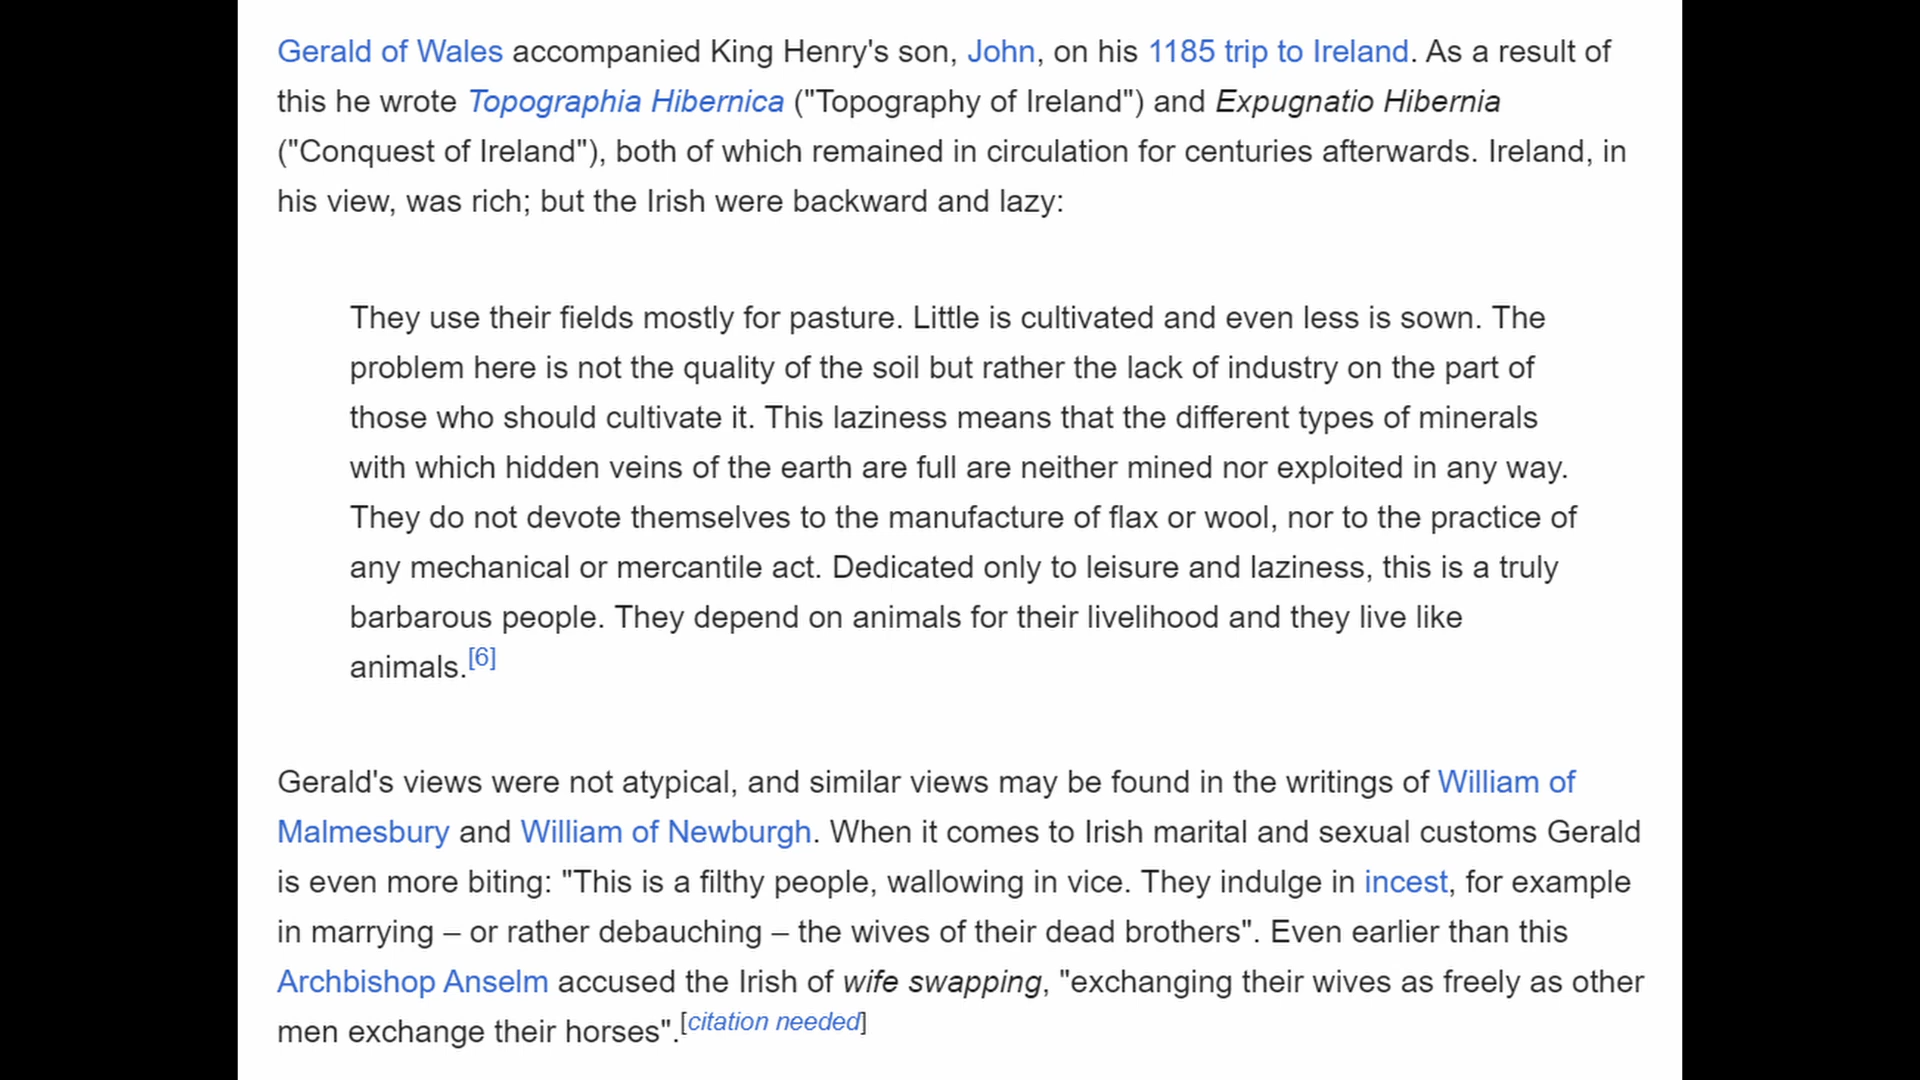 Gerald of Wales accompanied King Henry's son, John, on his 1185 trip to Ireland. As a result of
this he wrote Topographia Hibernica ("Topography of Ireland") and Expugnatio Hibernia
("Conquest of Ireland"), both of which remained in circulation for centuries afterwards. Ireland, in
his view, was rich; but the Irish were backward and lazy:
They use their fields mostly for pasture. Little is cultivated and even less is sown. The
problem here is not the quality of the soil but rather the lack of industry on the part of
those who should cultivate it. This laziness means that the different types of minerals
with which hidden veins of the earth are full are neither mined nor exploited in any way.
They do not devote themselves to the manufacture of flax or wool, nor to the practice of
any mechanical or mercantile act. Dedicated only to leisure and laziness, this is a truly
barbarous people. They depend on animals for their livelihood and they live like
animals.[6]
Gerald's views were not atypical, and similar views may be found in the writings of William of
Malmesbury and William of Newburgh. When it comes to Irish marital and sexual customs Gerald
is even more biting: "This is a filthy people, wallowing in vice. They indulge in incest, for example
in marrying – or rather debauching – the wives of their dead brothers". Even earlier than this
Archbishop Anselm accused the Irish of wife swapping, "exchanging their wives as freely as other
men exchange their horses".[citation needed]